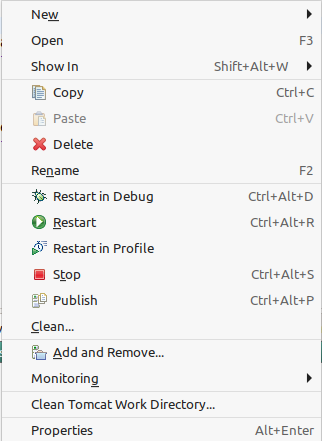 New
Open F3
Show In Shift+Alt+W
Copy Ctrl+C
Paste Ctrl+V
Delete
Rename F2
Restart in Debug Ctrl+Alt+D
Restart Ctrl+Alt+R
Restart in Profile
Stop Ctrl+Alt+S
Publish Ctrl+Alt+P
Clean...
Add and Remove...
Monitoring
Clean Tomcat Work Directory...
Properties Alt+Enter